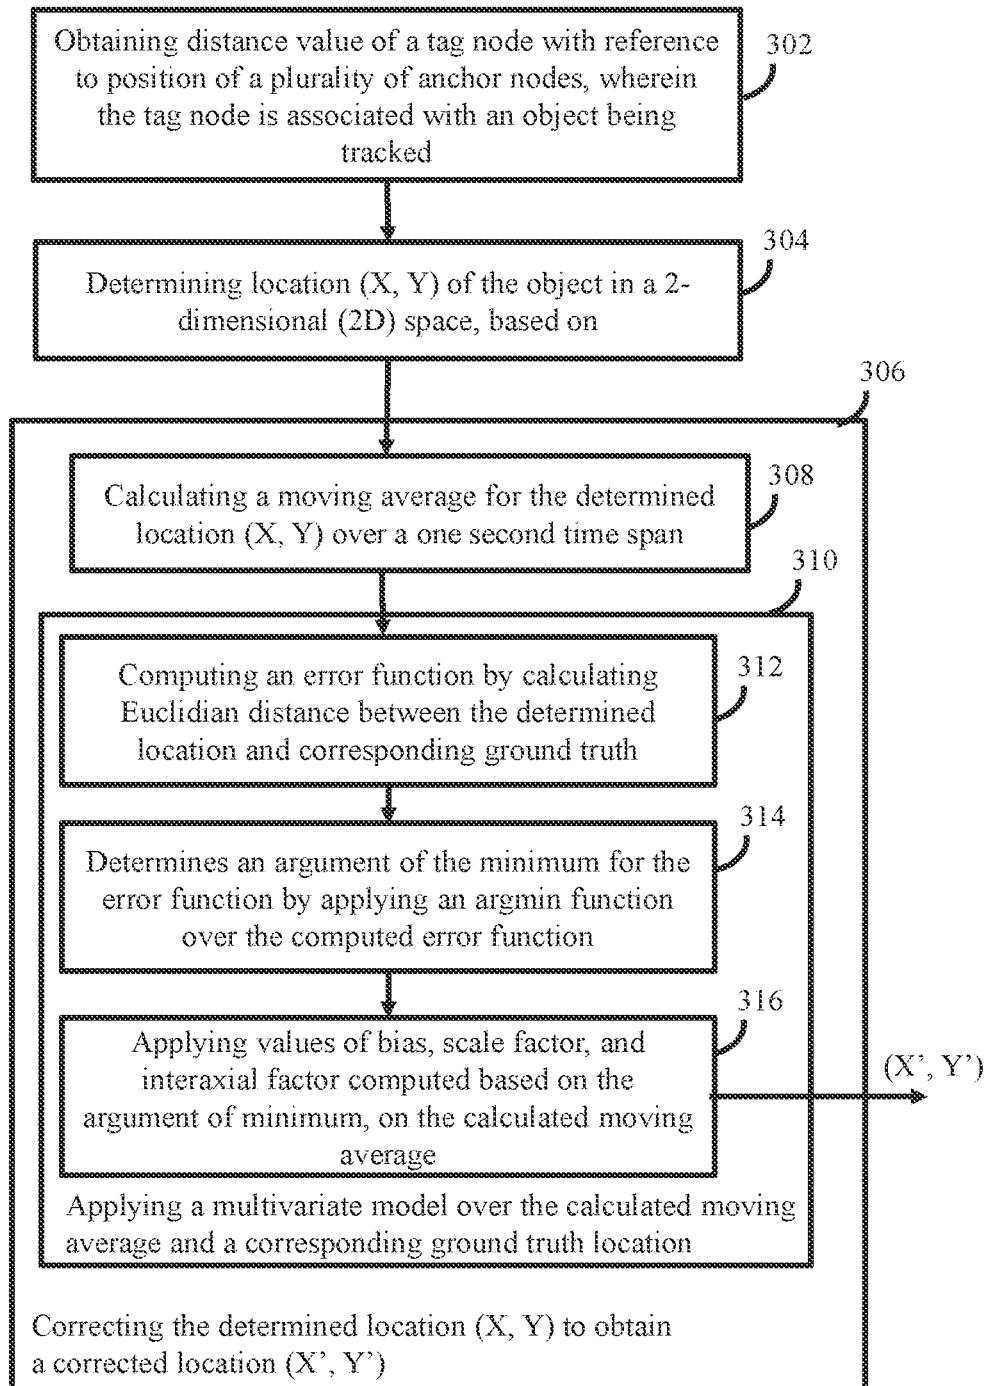 Obtaining distance value of a tag node with reference
to position of a plurality of anchor nodes, wherein
the tag node is associated with an object being
tracked
302
304
Determining location (X, Y) of the object in a 2-
dimensional (2D) space, based on
306
Calculating a moving average for the determined
location (X, Y) over a one second time span
308
310
Computing an error function by calculating
Euclidian distance between the determined
location and corresponding ground truth
312
314
Determines an argument of the minimum for the
error function by applying an argmin function
over the computed error function
316
Applying values of bias, scale factor, and
interaxial factor computed based on the
argument of minimum, on the calculated moving
average
(X’, Y’)
Applying a multivariate model over the calculated moving
average and a corresponding ground truth location
Correcting the determined location (X, Y) to obtain
a corrected location (X’, Y’)